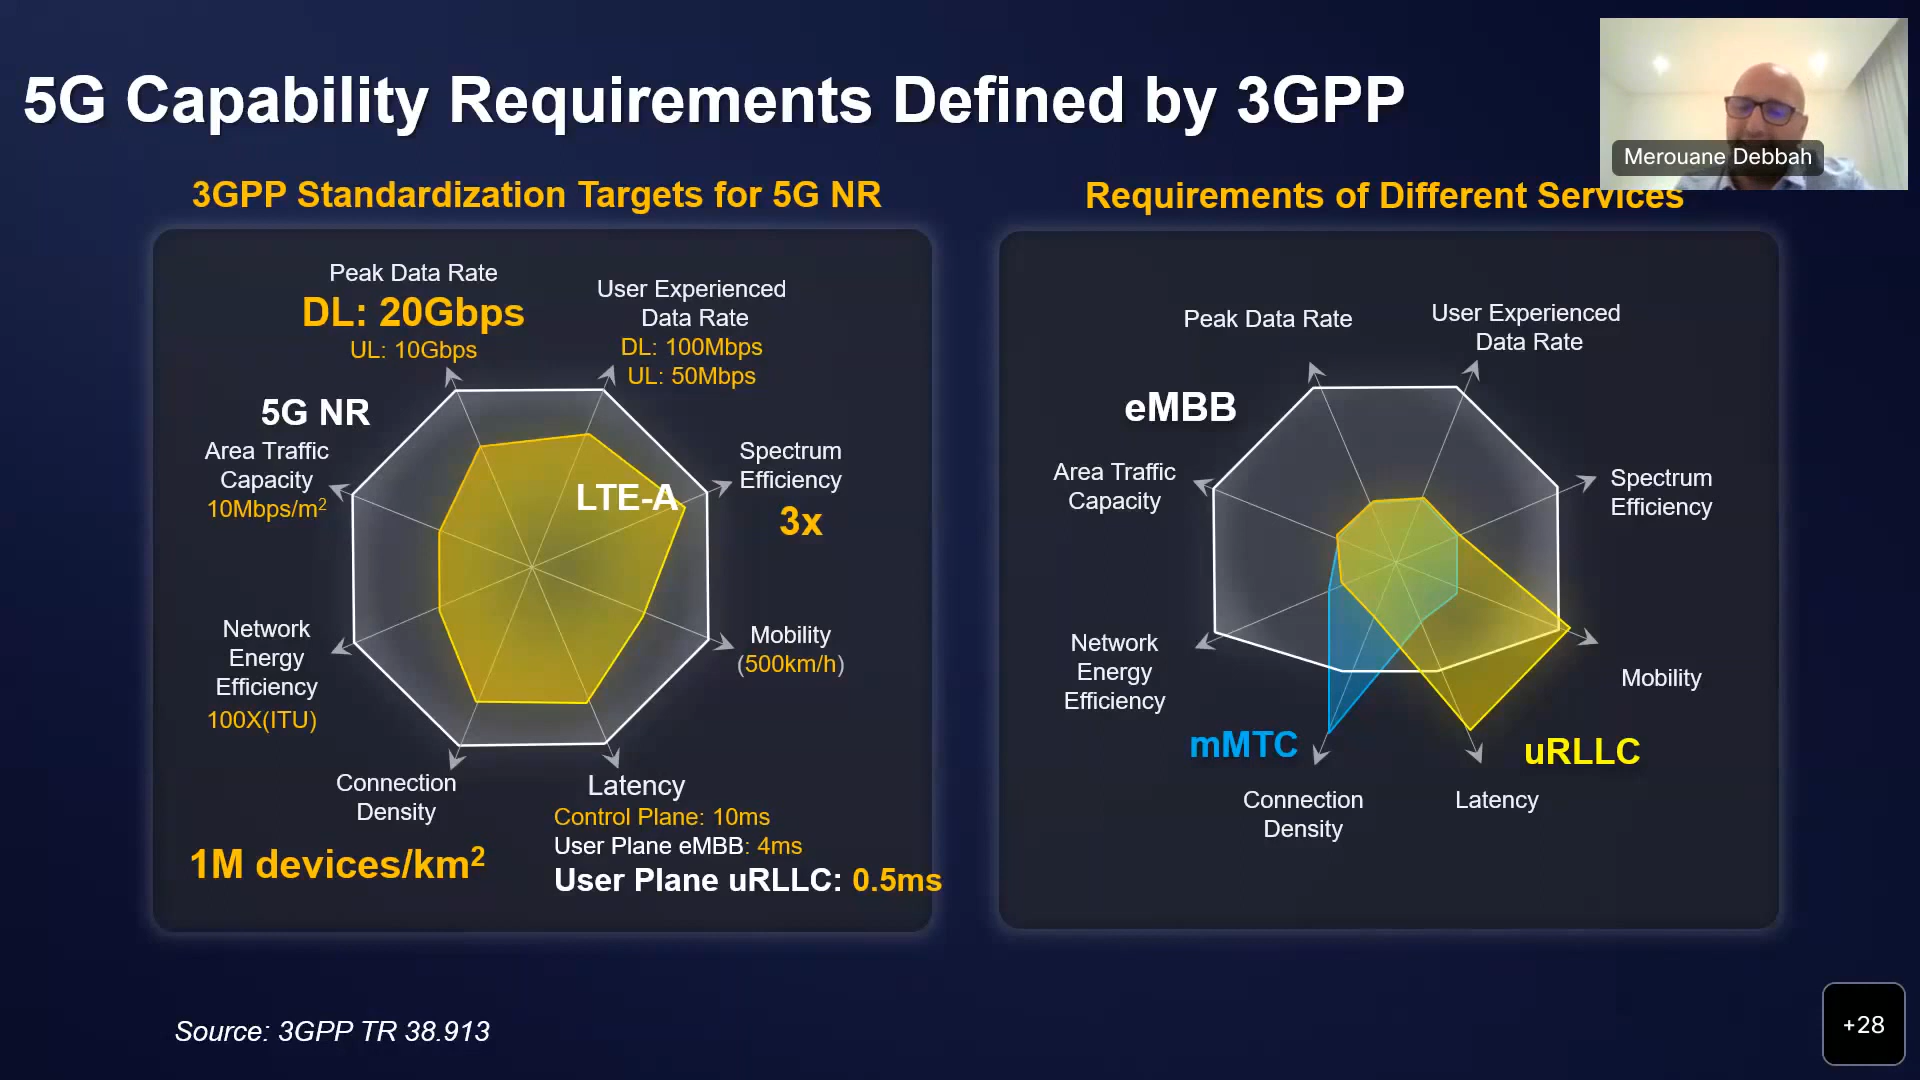 5G Capability Requirements Defined by 3GPP
Merouane Debbah
3GPP Standardization Targets for 5G NR
Peak Data Rate
DL: 20Gbps
UL: 10Gbps
User Experienced
Data Rate
DL: 100Mbps
UL: 50Mbps
5G NR
Area Traffic
Capacity
10Mbps/m²
LTE-A
Spectrum
Efficiency
3x
Network
Energy
Efficiency
100X(ITU)
Mobility
(500km/h)
Connection
Density
1M devices/km²
Latency
Control Plane: 10ms
User Plane eMBB: 4ms
User Plane uRLLC: 0.5ms
Requirements of Different Services
Peak Data Rate
User Experienced
Data Rate
eMBB
Area Traffic
Capacity
Spectrum
Efficiency
Network
Energy
Efficiency
Mobility
mMTC
uRLLC
Connection
Density
Latency
Source: 3GPP TR 38.913
+28